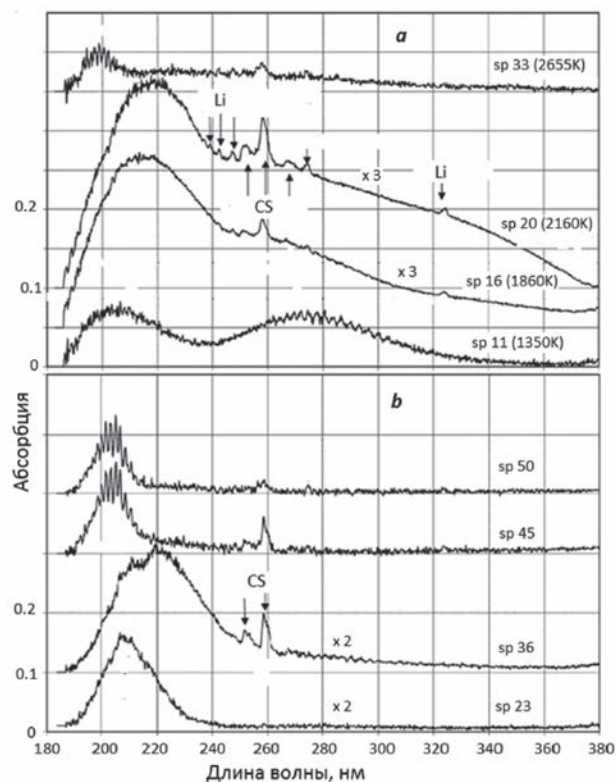 a
sp 33 (2655K)
Li
Li
0.2
x 3
CS
sp 20 (2160K)
x 3
0.1
sp 16 (1860K)
sp 11 (1350K)
0
b
Абсорбция
sp 50
sp 45
CS
0.2
sp 36
x 2
0.1
x 2
sp 23
0
180 200 220 240 260 280 300 320 340 360 380
Длина волны, нм